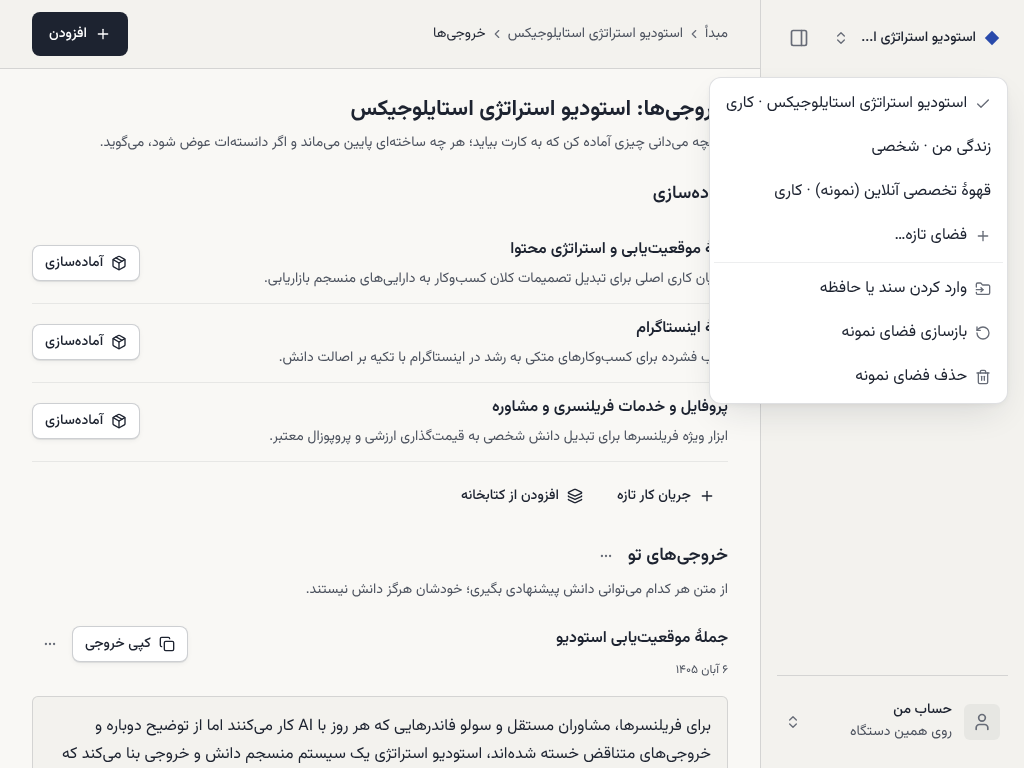 استودیو استراتژی ا...
استودیو استراتژی استایلوجیکس · کاری
زندگی من · شخصی
قهوهٔ تخصصی آنلاین (نمونه) · کاری
فضای تازه...
وارد کردن سند یا حافظه
بازسازی فضای نمونه
حذف فضای نمونه
حساب من
روی همین دستگاه
مبدأ
استودیو استراتژی استایلوجیکس
خروجی‌ها
افزودن
استودیو استراتژی استایلوجیکس
می‌دانی چیزی آماده کن که به کارت بیاید؛ هر چه ساخته‌ای پایین می‌ماند و اگر دانسته‌ات عوض شود، می‌گوید.
موقعیت‌یابی و استراتژی محتوا
کاری اصلی برای تبدیل تصمیمات کلان کسب‌وکار به دارایی‌های منسجم بازاریابی.
آماده‌سازی
اینستاگرام
فشرده برای کسب‌وکارهای متکی به رشد در اینستاگرام با تکیه بر اصالت دانش.
آماده‌سازی
پروفایل و خدمات فریلنسری و مشاوره
ابزار ویژه فریلنسرها برای تبدیل دانش شخصی به قیمت‌گذاری ارزشی و پروپوزال معتبر.
آماده‌سازی
جریان کار تازه
افزودن از کتابخانه
خروجی‌های تو
از متن هر کدام می‌توانی دانش پیشنهادی بگیری؛ خودشان هرگز دانش نیستند.
جملهٔ موقعیت‌یابی استودیو
۶ آبان ۱۴۰۵
کپی خروجی
برای فریلنسرها، مشاوران مستقل و سولو فاندرهایی که هر روز با AI کار می‌کنند اما از توضیح دوباره و
خروجی‌های متناقض خسته شده‌اند، استودیو استراتژی یک سیستم منسجم دانش و خروجی بنا می‌کند که